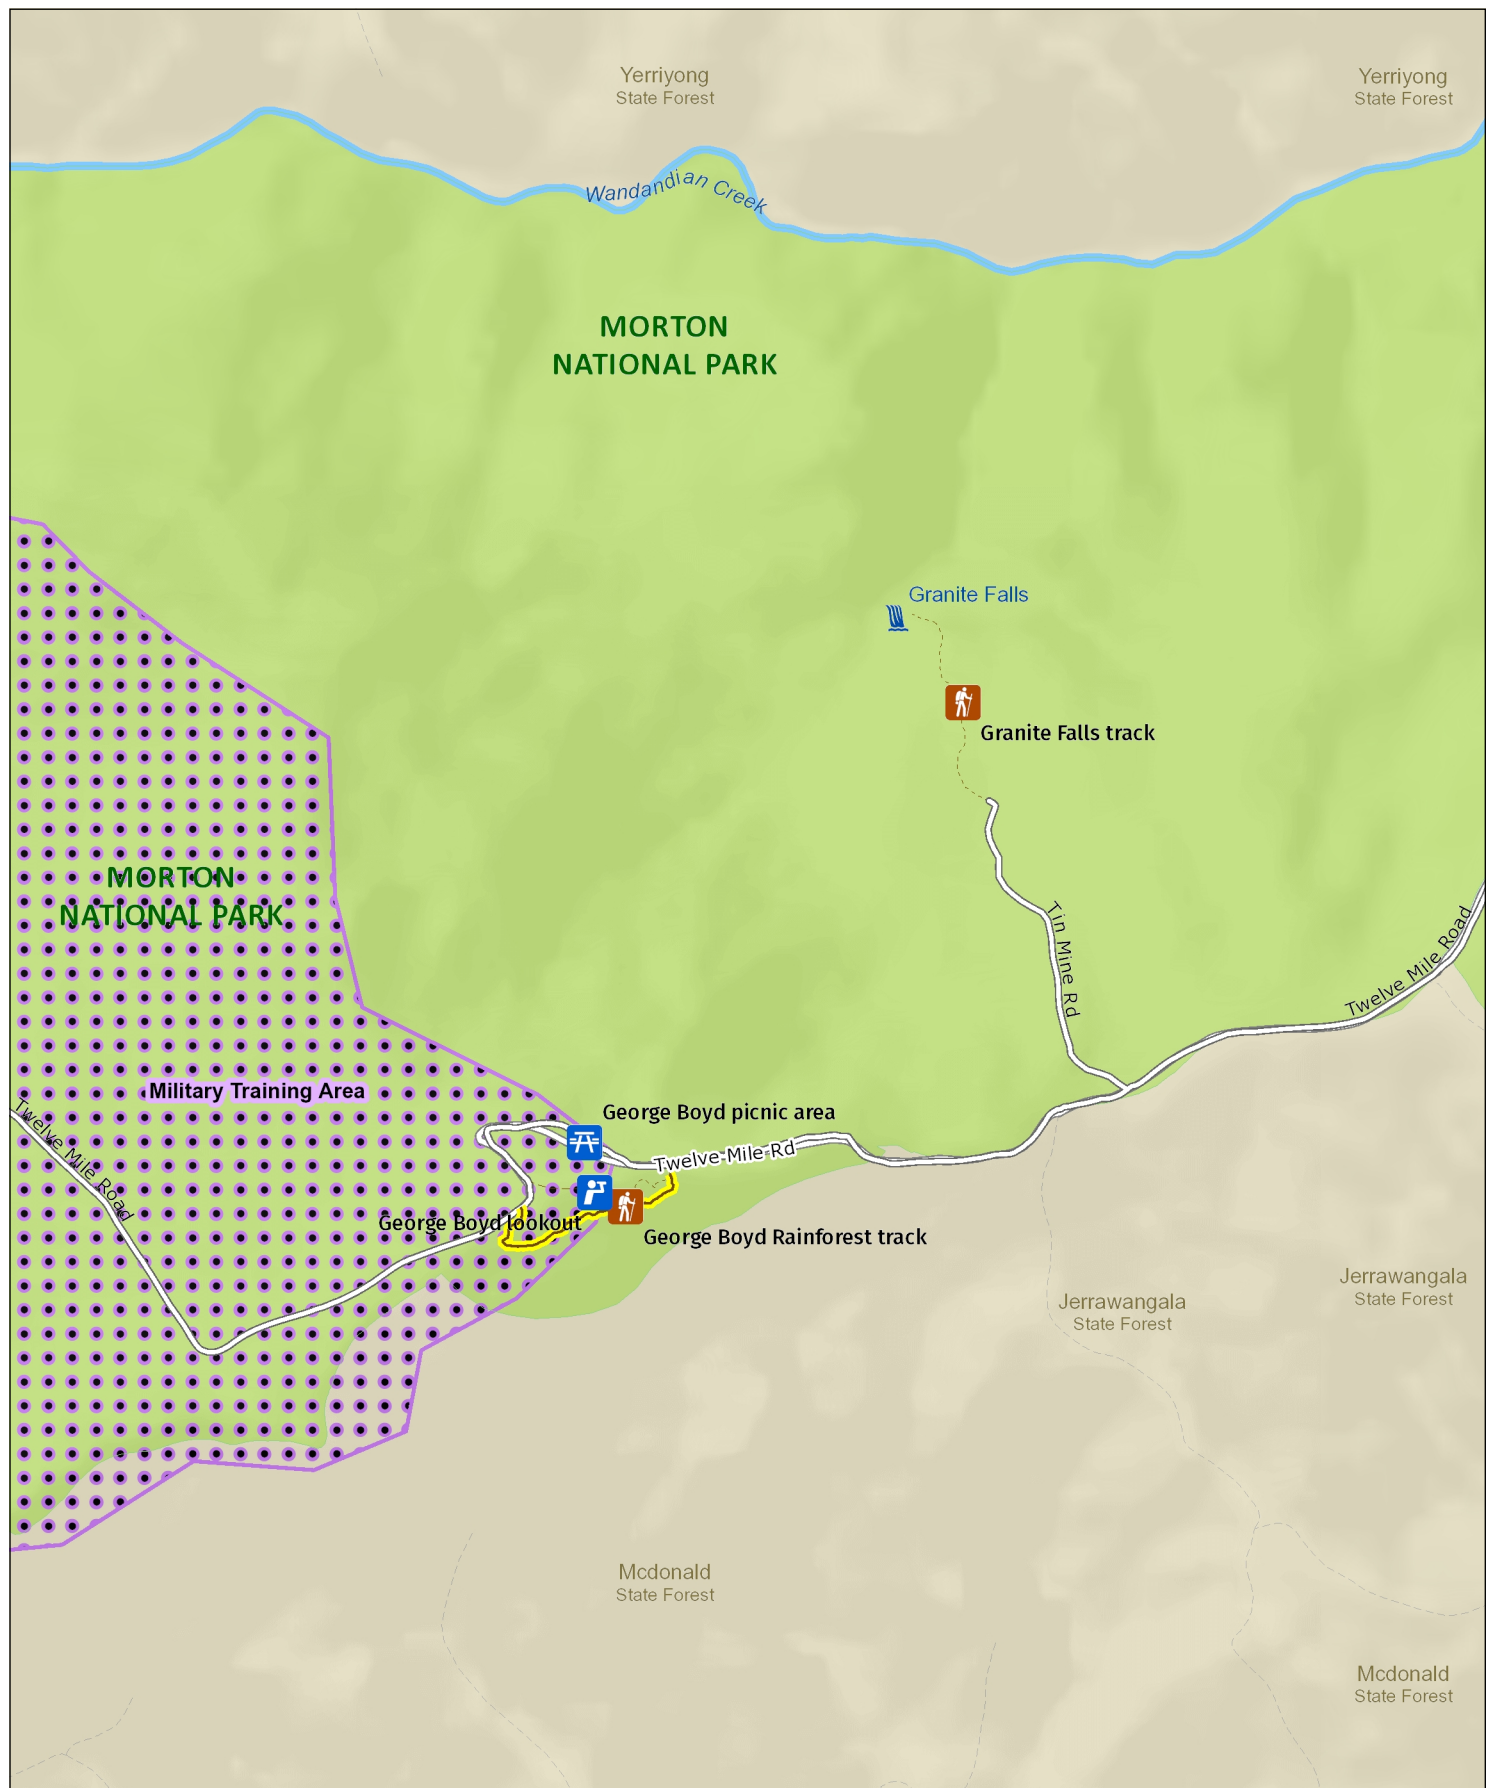 Yerriyong
State Forest
Yerriyong
State Forest
Wandandian Creek
MORTON
NATIONAL PARK
Granite Falls
Granite Falls track
MORTON
NATIONAL PARK
Tin Mine Rd
Twelve Mile Road
Military Training Area
George Boyd picnic area
Twelve Mile Rd
Twelve Mile Road
George Boyd lookout
George Boyd Rainforest track
Jerrawangala
State Forest
Jerrawangala
State Forest
Mcdonald
State Forest
Mcdonald
State Forest